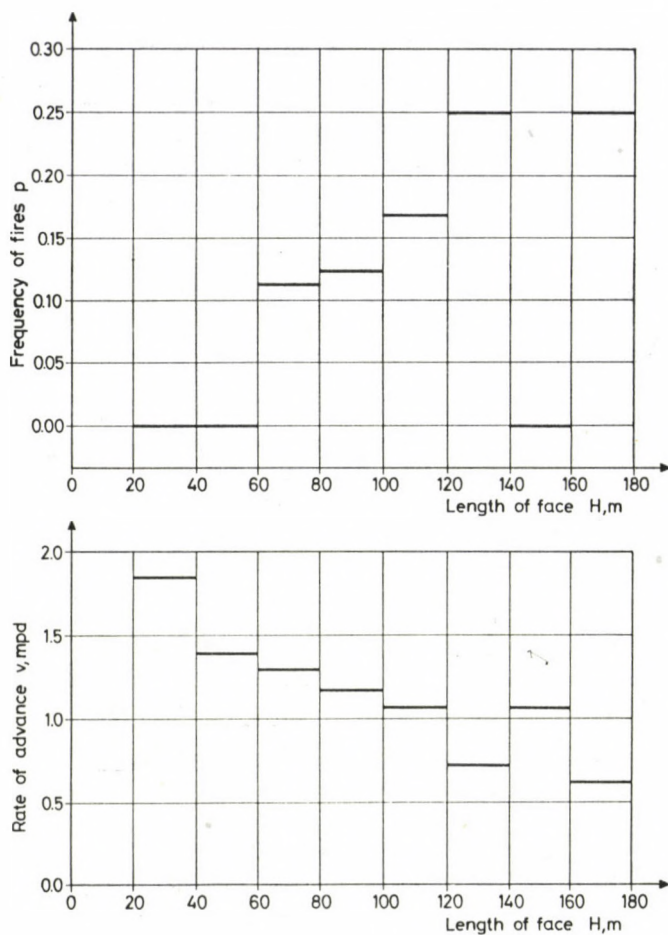 0.30
0.25
0.20
0.15
0.10
0.05
0.00
Frequency of fires p
0 20 40 60 80 100 120 140 160 180
Length of face H,m
2.0
1.5
1.0
0.5
0.0
Rate of advance v,mpd
0 20 40 60 80 100 120 140 160 180
Length of face H,m